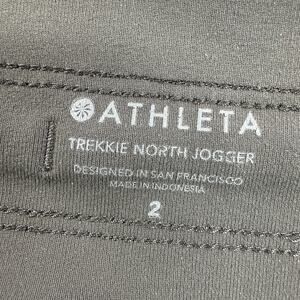 ATHLETA
TREKKIE NORTH JOGGER
DESIGNED IN SAN FRANCISCO
MADE IN INDONESIA
2